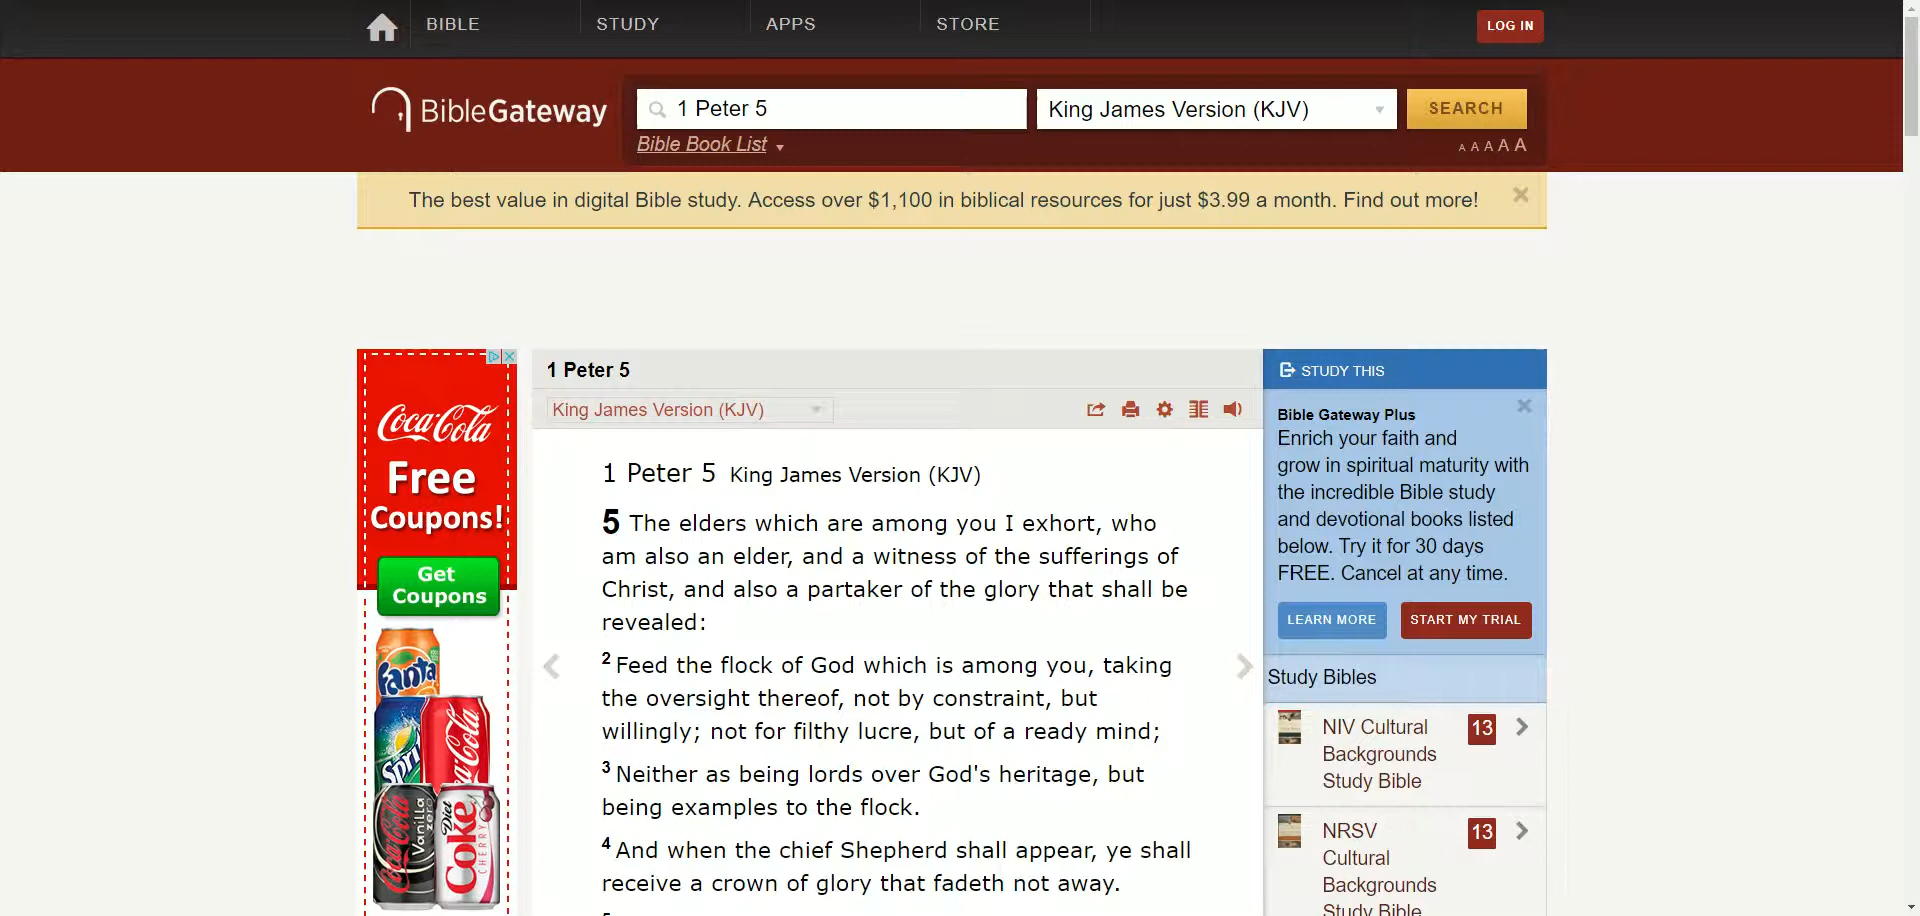 BIBLE
STUDY
APPS
STORE
LOG IN
BibleGateway
1 Peter 5
King James Version (KJV)
SEARCH
Bible Book List
A A A A A
The best value in digital Bible study. Access over $1,100 in biblical resources for just $3.99 a month. Find out more!
Coca-Cola
Free
Coupons!
Get
Coupons
fanta
Sprit
Coca-Cola
Coca-Cola
Vanilla
zero
Diet
Coke
CHERRY
1 Peter 5
King James Version (KJV)
1 Peter 5 King James Version (KJV)
5 The elders which are among you I exhort, who
am also an elder, and a witness of the sufferings of
Christ, and also a partaker of the glory that shall be
revealed:
2 Feed the flock of God which is among you, taking
the oversight thereof, not by constraint, but
willingly; not for filthy lucre, but of a ready mind;
3 Neither as being lords over God's heritage, but
being examples to the flock.
4 And when the chief Shepherd shall appear, ye shall
receive a crown of glory that fadeth not away.
STUDY THIS
Bible Gateway Plus
Enrich your faith and
grow in spiritual maturity with
the incredible Bible study
and devotional books listed
below. Try it for 30 days
FREE. Cancel at any time.
LEARN MORE
START MY TRIAL
Study Bibles
NIV Cultural
Backgrounds
Study Bible
13
NRSV
Cultural
Backgrounds
Study Bible
13